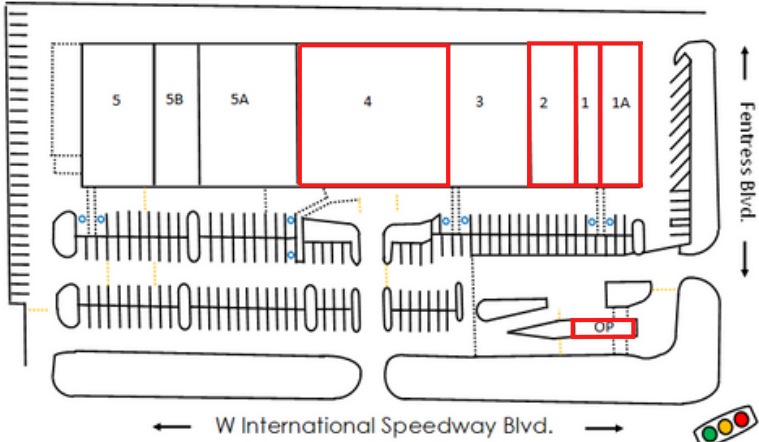 5
5B
5A
4
3
2
1
1A
Fentress Blvd.
OP
W International Speedway Blvd.